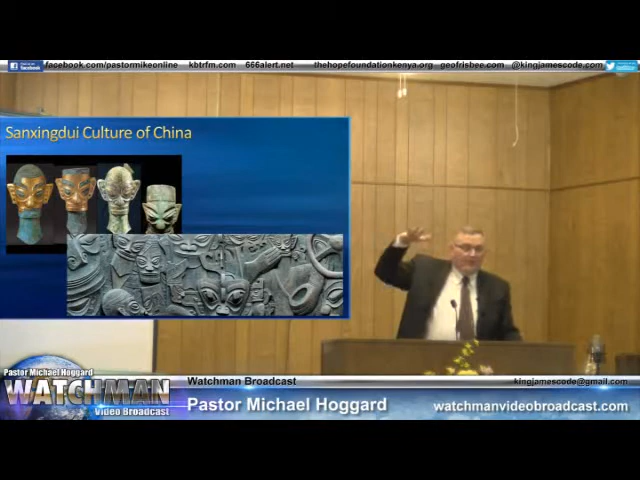 facebook.com/pastormikeonline kbtrfm.com 666alert.net thehopefoundationkenya.org geofrisbee.com @kingjamescode.com
Sanxingdui Culture of China
Pastor Michael Hoggard
WATCHMAN
Video Broadcast
Watchman Broadcast
kingjamescode@gmail.com
Pastor Michael Hoggard
watchmanvideobroadcast.com